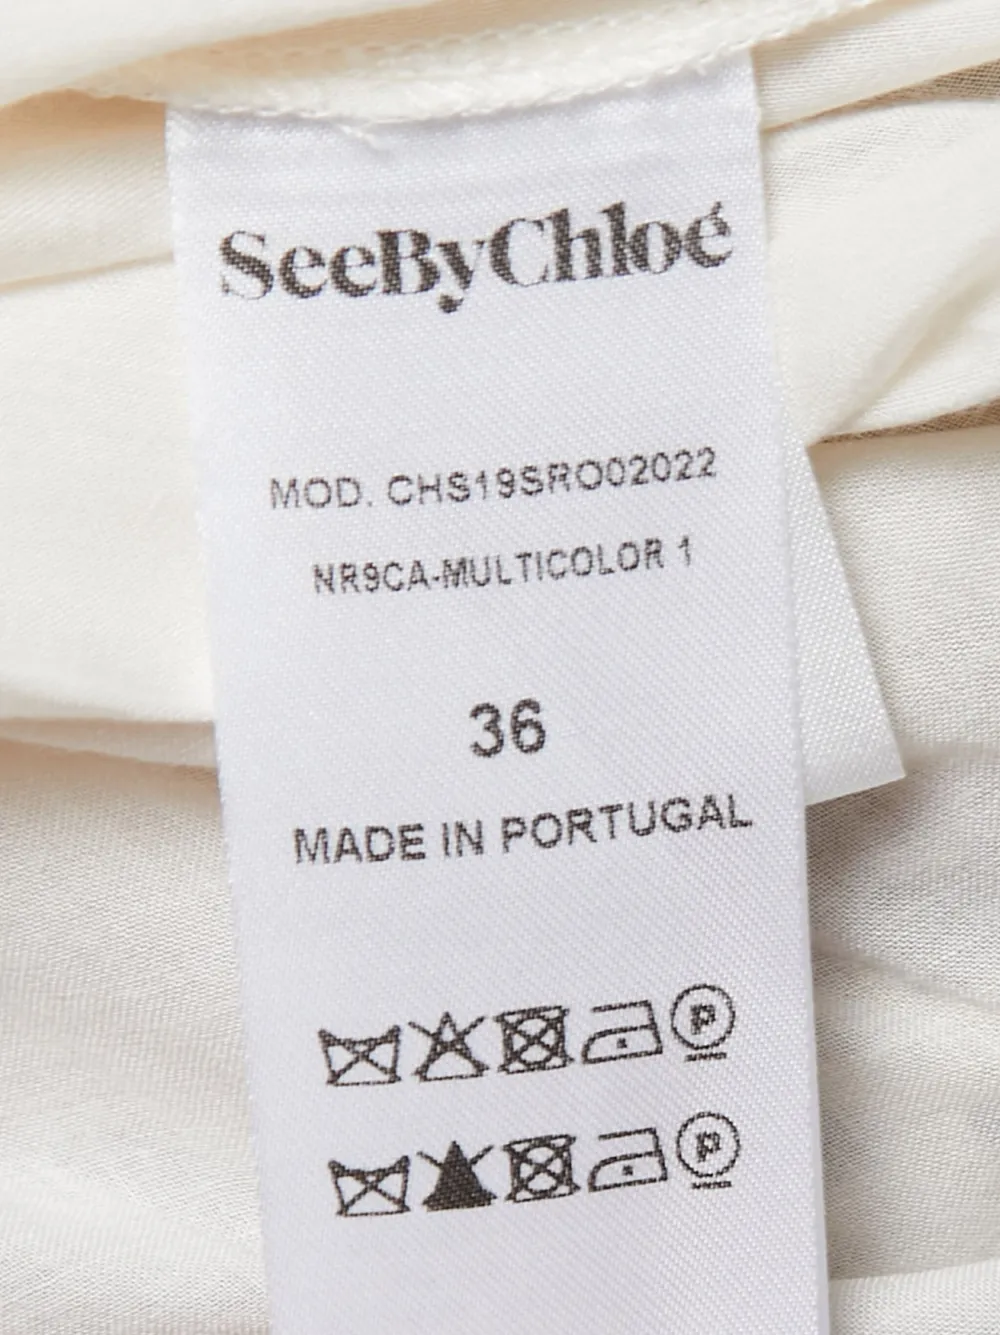 SeeByChloé
MOD. CHS19SRO02022
NR9CA-MULTICOLOR 1
36
MADE IN PORTUGAL
P
P